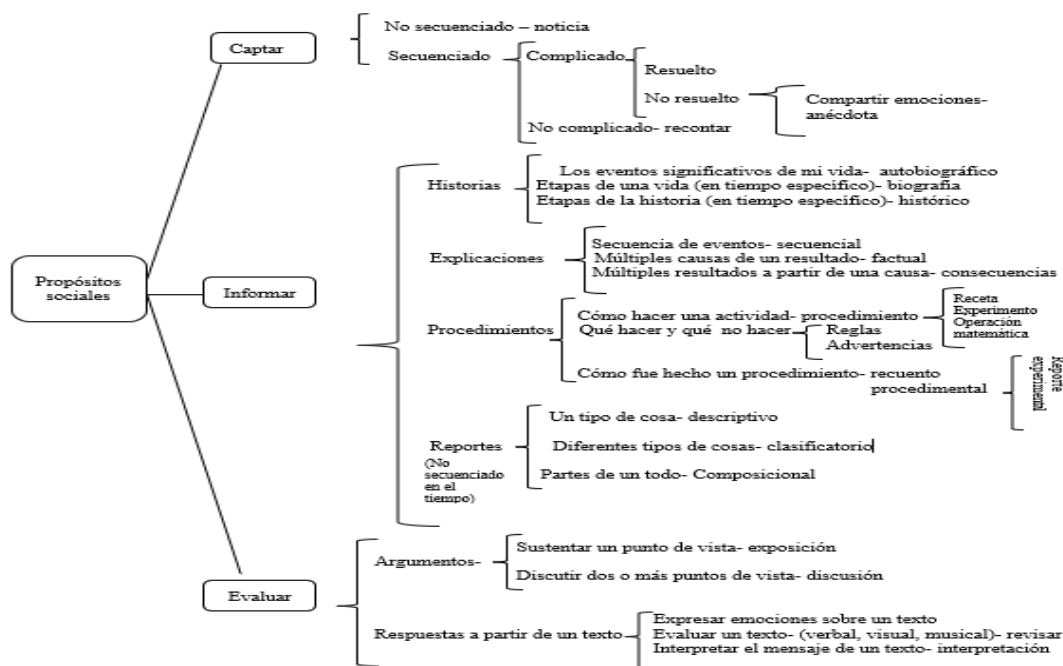 Propósitos
sociales
Captar
No secuenciado – noticia
Secuenciado
Complicado
Resuelto
No resuelto
Compartir emociones-
anécdota
No complicado- recontar
Informar
Historias
Los eventos significativos de mi vida- autobiográfico
Etapas de una vida (en tiempo específico)- biografía
Etapas de la historia (en tiempo específico)- histórico
Explicaciones
Secuencia de eventos- secuencial
Múltiples causas de un resultado- factual
Múltiples resultados a partir de una causa- consecuencias
Procedimientos
Cómo hacer una actividad- procedimiento
Receta
Experimento
Operación
matemática
Qué hacer y qué no hacer
Reglas
Advertencias
Cómo fue hecho un procedimiento- recuento
procedimental
Reporte
experimental
Reportes
(No
secuenciado
en el
tiempo)
Un tipo de cosa- descriptivo
Diferentes tipos de cosas- clasificatorio
Partes de un todo- Composicional
Evaluar
Argumentos-
Sustentar un punto de vista- exposición
Discutir dos o más puntos de vista- discusión
Respuestas a partir de un texto
Expresar emociones sobre un texto
Evaluar un texto- (verbal, visual, musical)- revisar
Interpretar el mensaje de un texto- interpretación